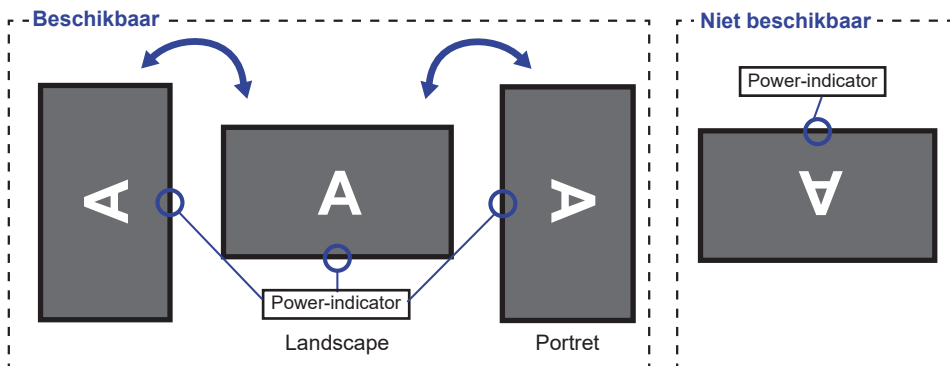 Beschikbaar
Niet beschikbaar
Power-indicator
A
A
A
A
Power-indicator
Landscape
Portret